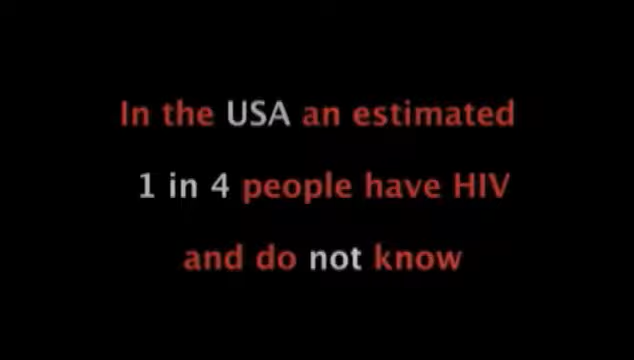 In the USA an estimated
1 in 4 people have HIV
and do not know